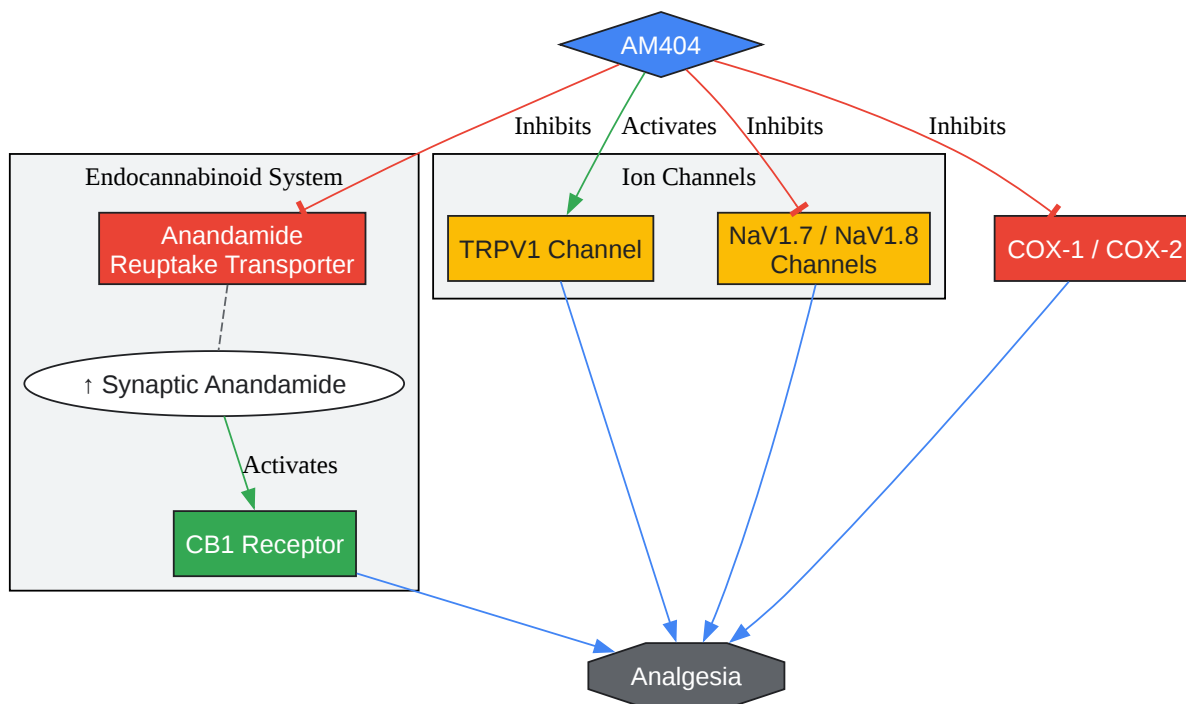 AM404
Inhibits
Activates
Inhibits
Inhibits
Endocannabinoid System
Ion Channels
Anandamide
Reuptake Transporter
TRPV1 Channel
NaV1.7 / NaV1.8
Channels
COX-1 / COX-2
↑ Synaptic Anandamide
Activates
CB1 Receptor
Analgesia